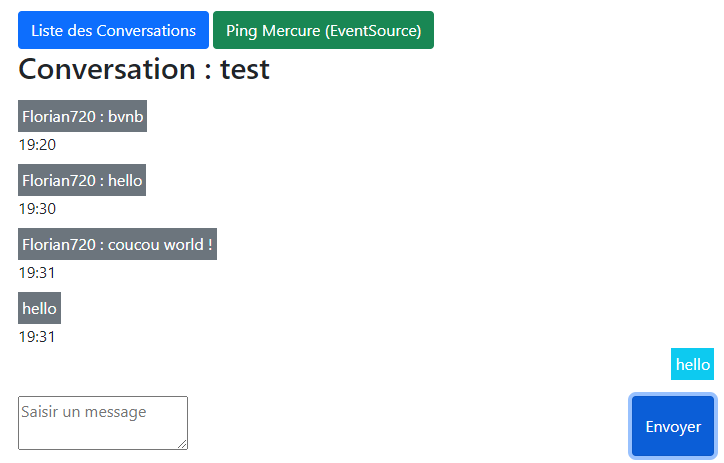 Liste des Conversations Ping Mercure (EventSource)
Conversation : test
Florian720 : bvnb
19:20
Florian720 : hello
19:30
Florian720 : coucou world !
19:31
hello
19:31
hello
Saisir un message
Envoyer